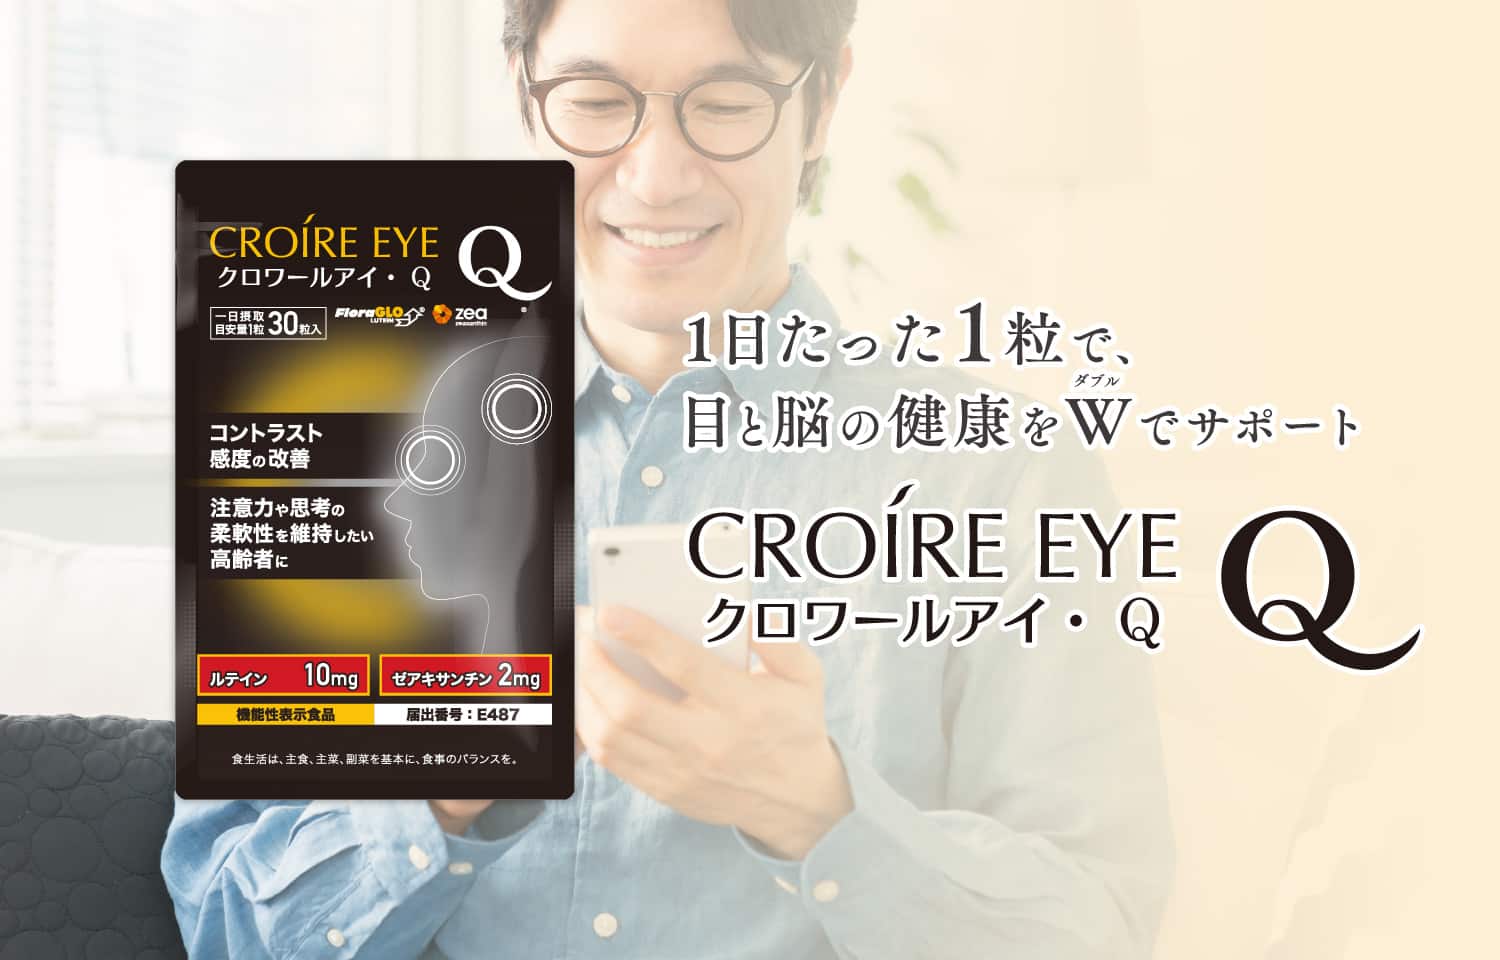 CROÍRE EYE Q
クロワールアイ・Q
一日摂取
目安量1粒 30粒入
FloraGLO®
LUTEIN
zea®
zeaxanthin
コントラスト
感度の改善
注意力や思考の
柔軟性を維持したい
高齢者に
ルテイン 10mg
ゼアキサンチン 2mg
機能性表示食品
届出番号：E487
食生活は、主食、主菜、副菜を基本に、食事のバランスを。
1日たった1粒で、
ダブル
目と脳の健康をWでサポート
CROÍRE EYE Q
クロワールアイ・Q